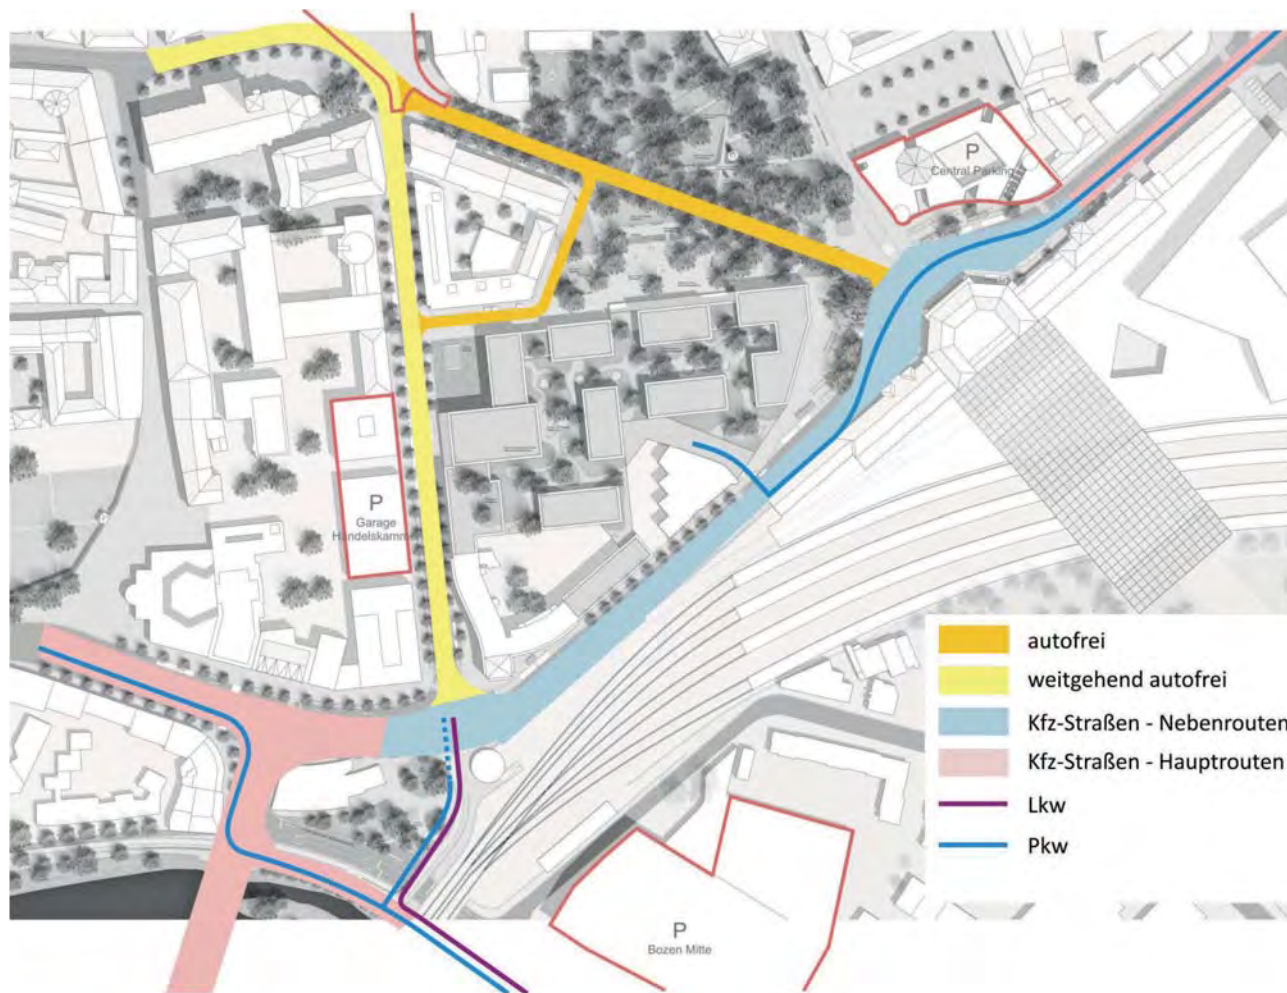 P
Central Parking
P
Garage
Handelskammer
autofrei
weitgehend autofrei
Kfz-Straßen - Nebenrouten
Kfz-Straßen - Hauptrouten
Lkw
Pkw
P
Bozen Mitte